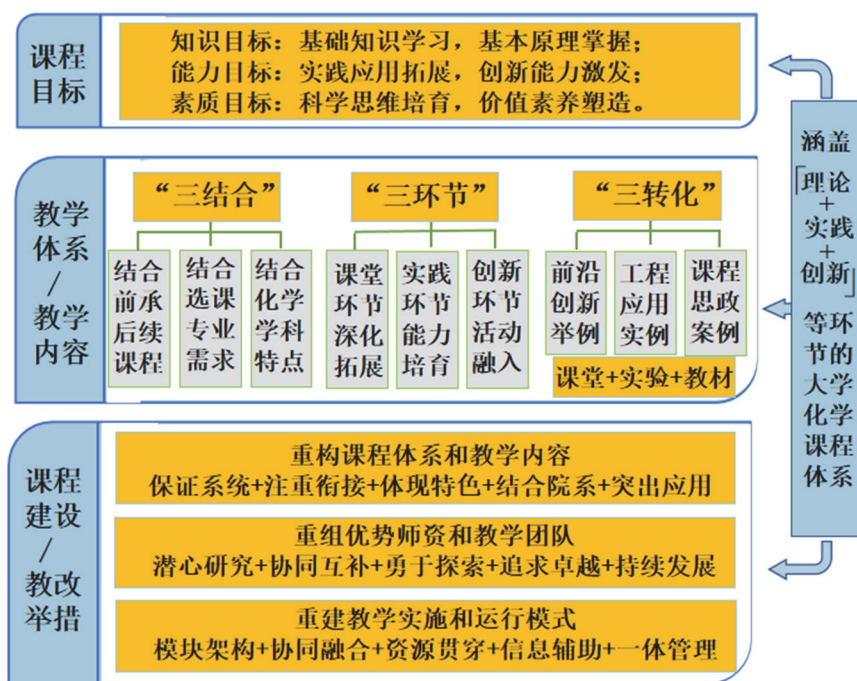 课程
目标
知识目标：基础知识学习，基本原理掌握；
能力目标：实践应用拓展，创新能力激发；
素质目标：科学思维培育，价值素养塑造。
教学
体系
/
教学
内容
“三结合”
结合
前承
后续
课程
结合
选课
专业
需求
结合
化学
学科
特点
“三环节”
课堂
环节
深化
拓展
实践
环节
能力
培育
创新
环节
活动
融入
“三转化”
前沿
创新
举例
工程
应用
实例
课程
思政
案例
课堂+实验+教材
课程
建设
/
教改
举措
重构课程体系和教学内容
保证系统+注重衔接+体现特色+结合院系+突出应用
重组优势师资和教学团队
潜心研究+协同互补+勇于探索+追求卓越+持续发展
重建教学实施和运行模式
模块架构+协同融合+资源贯穿+信息辅助+一体管理
涵盖
「理论
+
实践
+
创新」
等环
节的
大学
化学
课程
体系